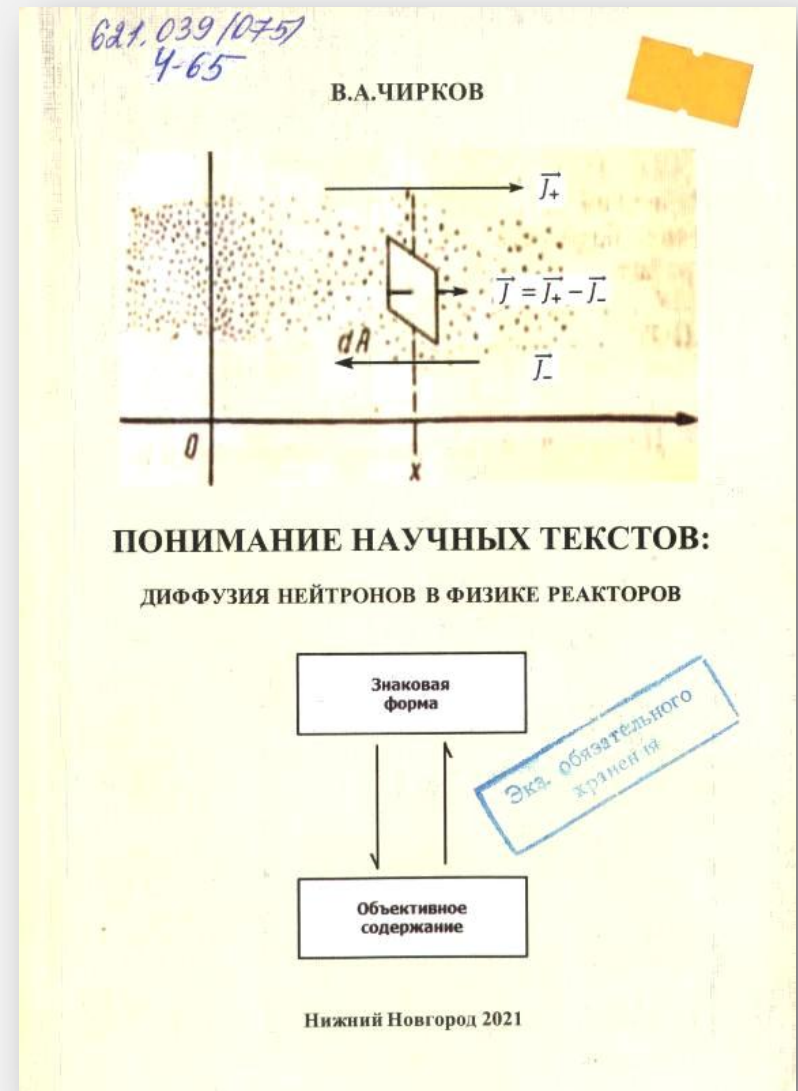 621.039(075)
Ч-65
В.А.ЧИРКОВ
J₊
J = J₊ − J₋
dA
J₋
0
x
ПОНИМАНИЕ НАУЧНЫХ ТЕКСТОВ:
ДИФФУЗИЯ НЕЙТРОНОВ В ФИЗИКЕ РЕАКТОРОВ
Знаковая
форма
Экз. обязательного
хранения
Объективное
содержание
Нижний Новгород 2021